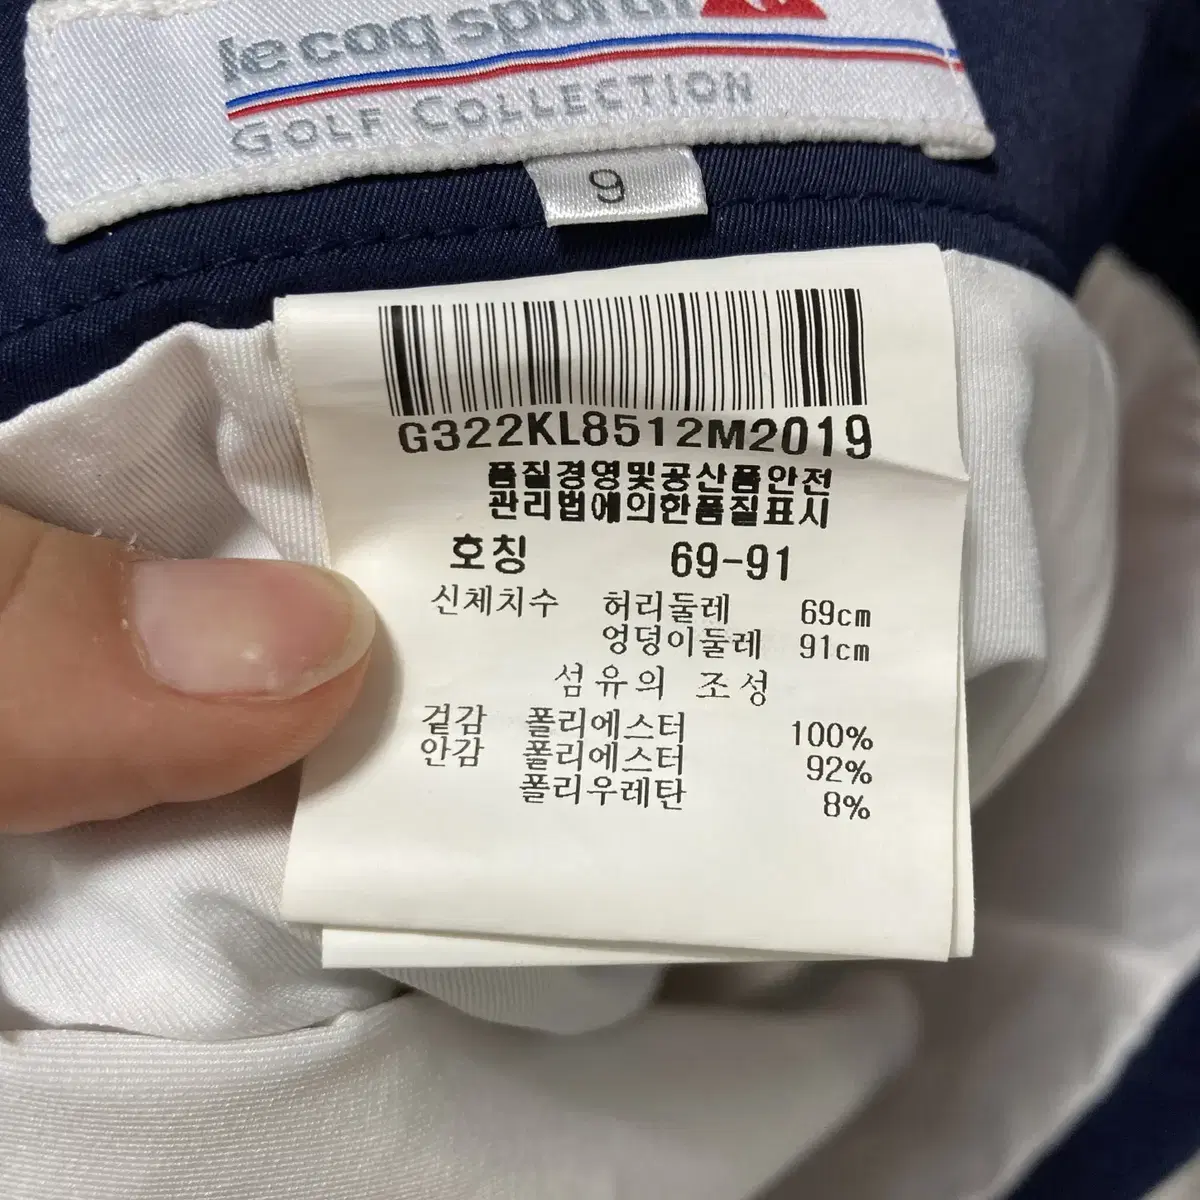 le coq sportif
GOLF COLLECTION
9
G322KL8512M2019
품질경영및공산품안전
관리법에의한품질표시
호칭 69-91
신체치수 허리둘레 69cm
엉덩이둘레 91cm
섬유의 조성
겉감 폴리에스터 100%
안감 폴리에스터 92%
폴리우레탄 8%